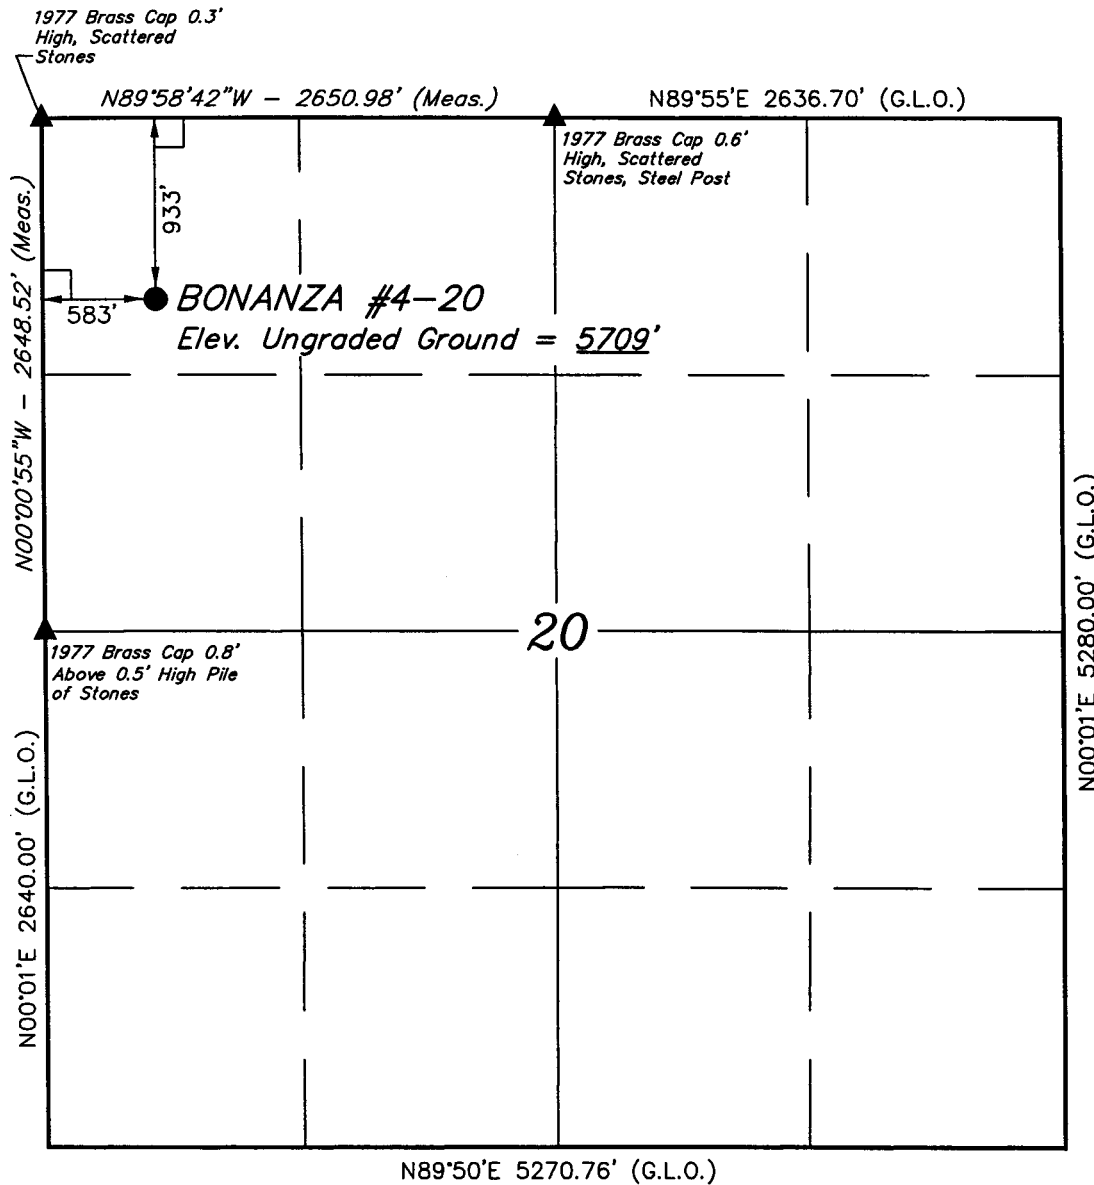 1977 Brass Cap 0.3'
High, Scattered
Stones
N89°58'42"W - 2650.98' (Meas.)
N89°55'E 2636.70' (G.L.O.)
1977 Brass Cap 0.6'
High, Scattered
Stones, Steel Post
N00°00'55"W - 2648.52' (Meas.)
933'
583'
BONANZA #4-20
Elev. Ungraded Ground = 5709'
20
1977 Brass Cap 0.8'
Above 0.5' High Pile
of Stones
N00°01'E 5280.00' (G.L.O.)
N00°01'E 2640.00' (G.L.O.)
N89°50'E 5270.76' (G.L.O.)